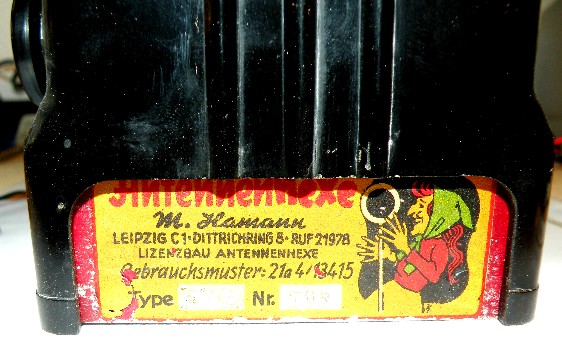 Antennenhexe
M. Hamann
LEIPZIG C1·DITTRICHRING 8·RUF 21978
LIZENZBAU ANTENNENHEXE
Gebrauchsmuster: 21a 4/13415
Type Nr.